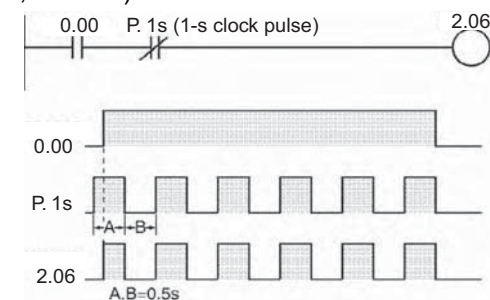 0.00 P. 1s (1-s clock pulse) 2.06
0.00
P. 1s
A B
2.06
A.B=0.5s